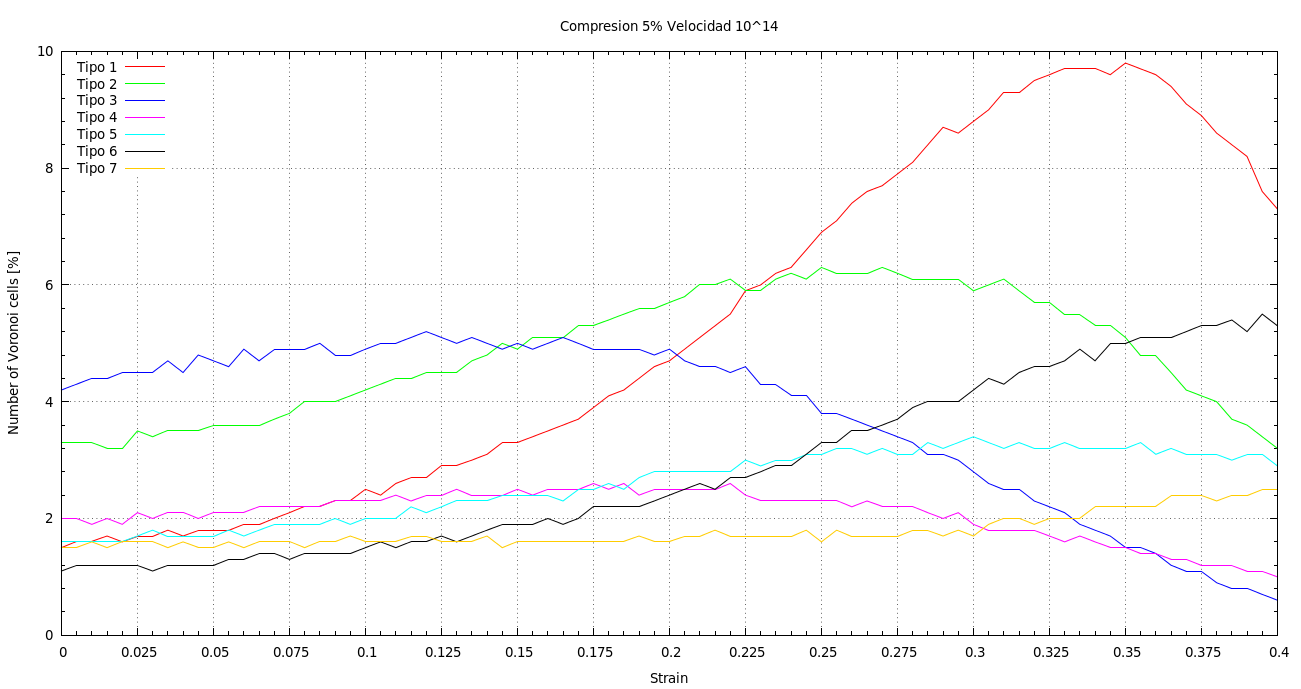 Compresion 5% Velocidad 10^14
10
8
6
4
2
0
Tipo 1
Tipo 2
Tipo 3
Tipo 4
Tipo 5
Tipo 6
Tipo 7
Number of Voronoi cells [%]
0 0.025 0.05 0.075 0.1 0.125 0.15 0.175 0.2 0.225 0.25 0.275 0.3 0.325 0.35 0.375 0.4
Strain